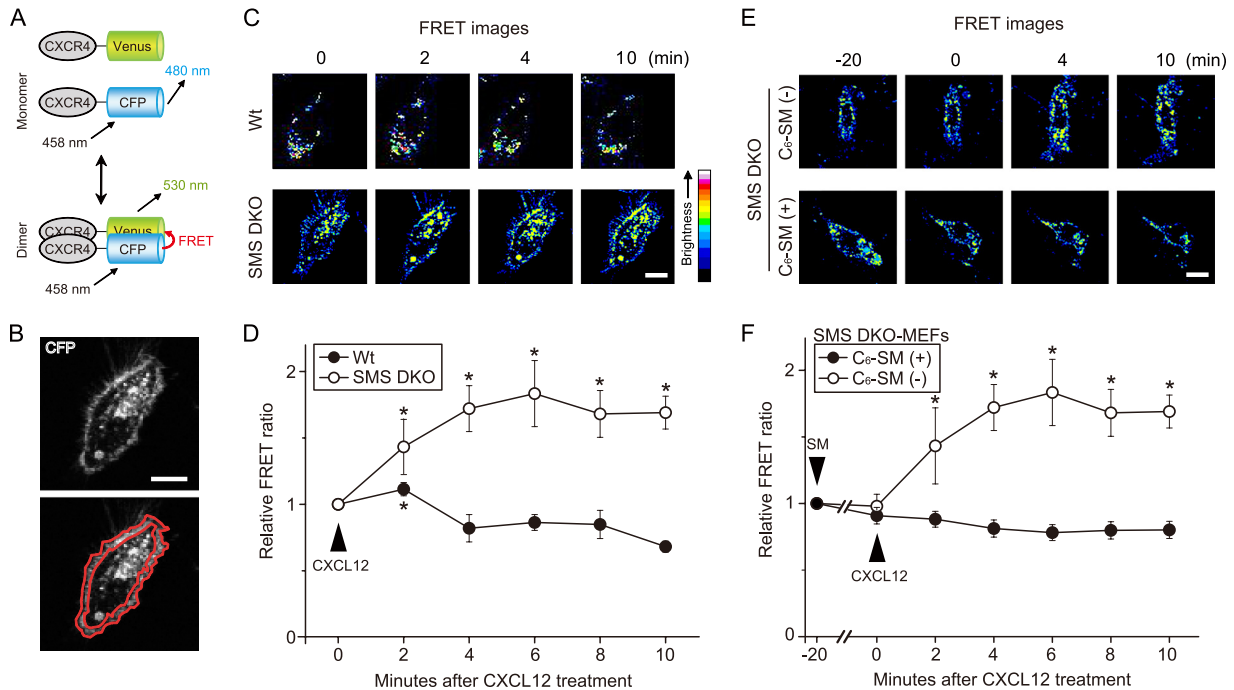 A
CXCR4
Venus
Monomer
480 nm
CXCR4
CFP
458 nm
530 nm
Dimer
CXCR4
Venus
CXCR4
CFP
FRET
458 nm
B
CFP
C
FRET images
0 2 4 10 (min)
Wt
SMS DKO
Brightness
D
Wt
SMS DKO
Relative FRET ratio
2
1
0
* * * * * *
CXCL12
0 2 4 6 8 10
Minutes after CXCL12 treatment
E
FRET images
-20 0 4 10 (min)
SMS DKO
C₆-SM (-)
C₆-SM (+)
F
SMS DKO-MEFs
C₆-SM (+)
C₆-SM (-)
Relative FRET ratio
2
1
0
* * * * *
SM
CXCL12
-20 0 2 4 6 8 10
Minutes after CXCL12 treatment